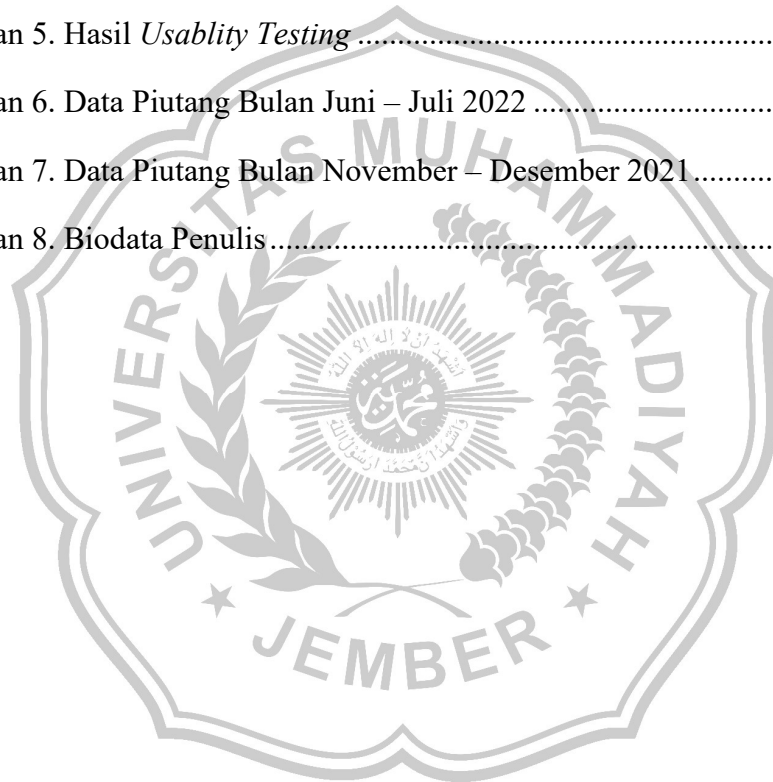 an 5. Hasil Usablity Testing ....................................................
an 6. Data Piutang Bulan Juni – Juli 2022 ..............................
an 7. Data Piutang Bulan November – Desember 2021..........
an 8. Biodata Penulis...............................................................
UNIVERSITAS MUHAMMADIYAH
JEMBER